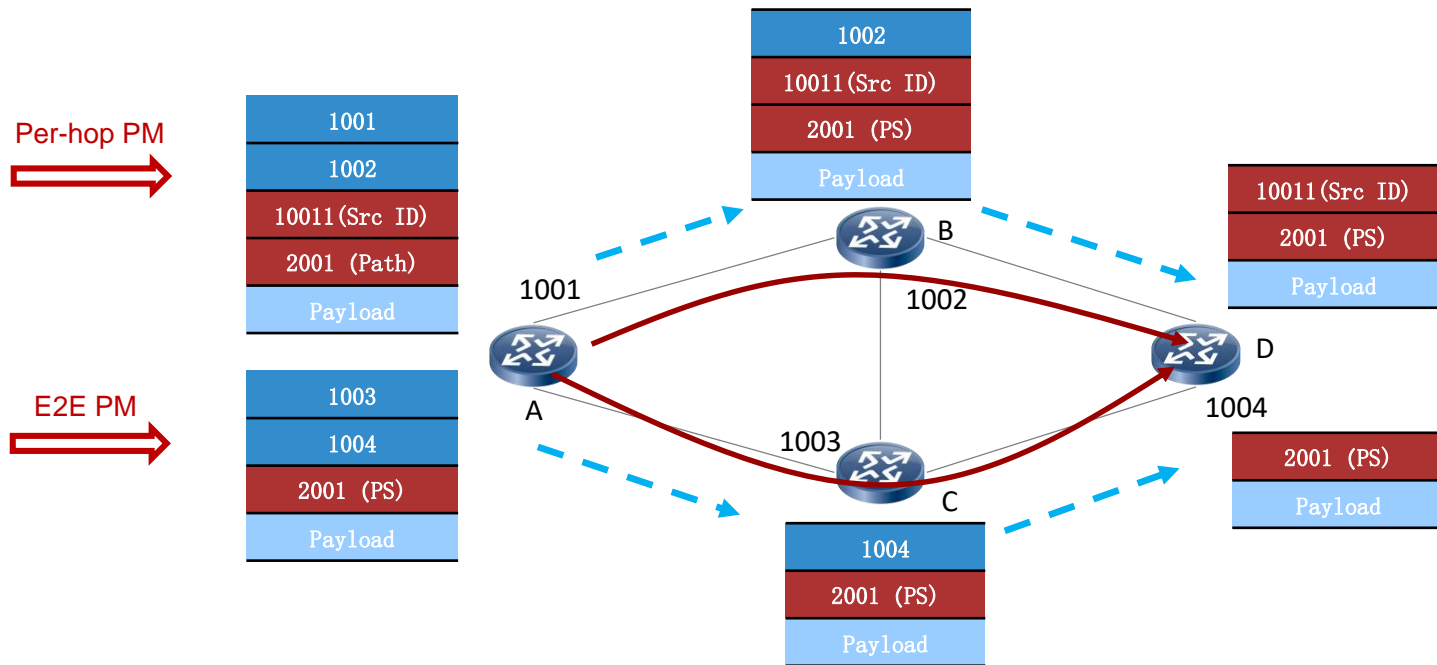 Per-hop PM
1001
1002
10011(Src ID)
2001 (Path)
Payload
1002
10011(Src ID)
2001 (PS)
Payload
10011(Src ID)
2001 (PS)
Payload
B
1001
1002
D
A
1003
1004
C
E2E PM
1003
1004
2001 (PS)
Payload
1004
2001 (PS)
Payload
2001 (PS)
Payload